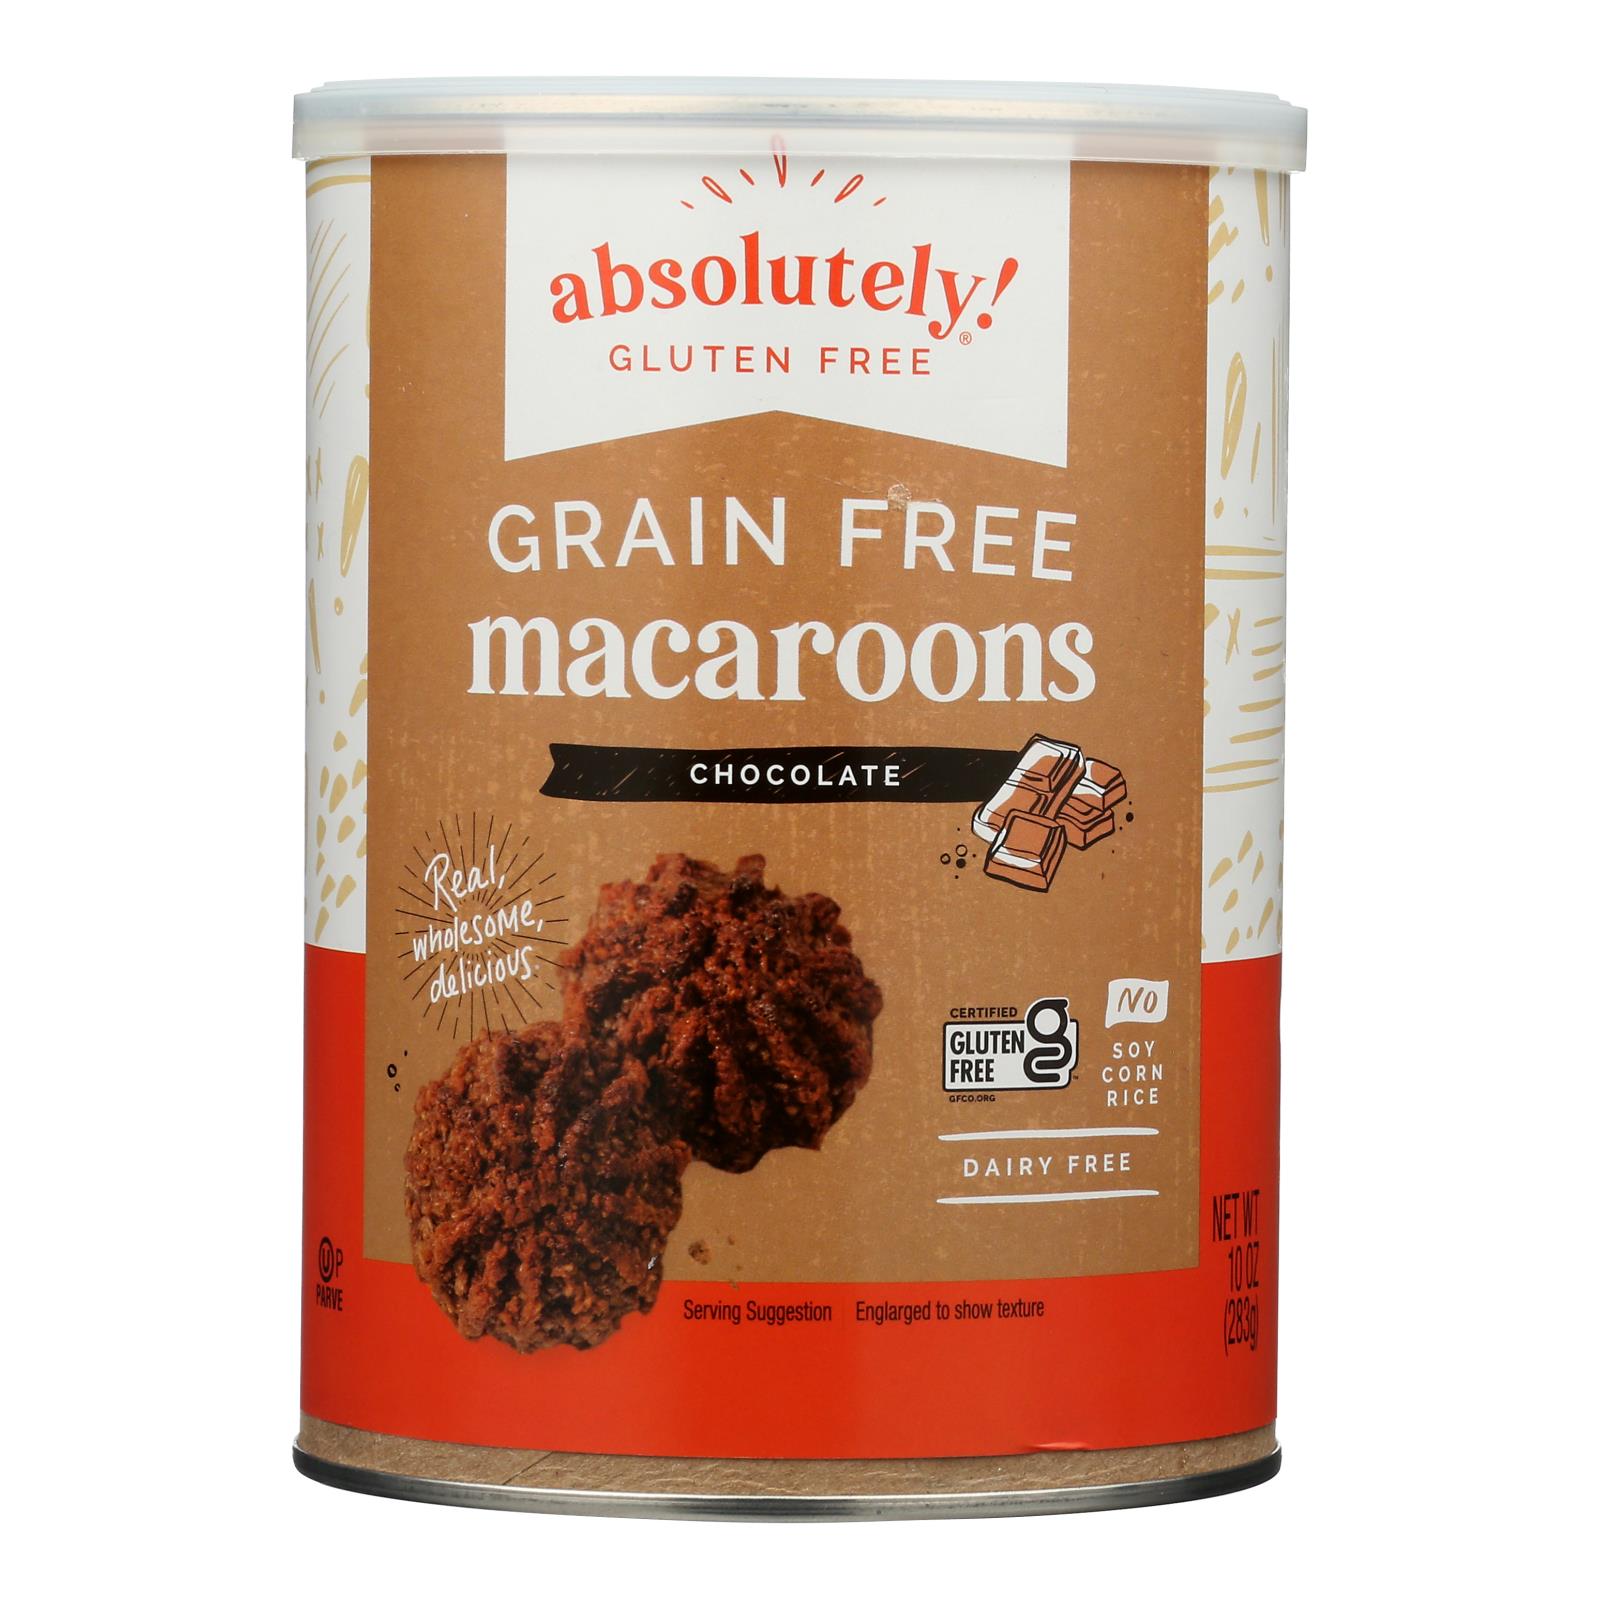 absolutely!®
GLUTEN FREE
GRAIN FREE
macaroons
CHOCOLATE
Real,
wholesome,
delicious.
CERTIFIED
GLUTEN
FREE
g
GFCO.ORG
TM
NO
SOY
CORN
RICE
DAIRY FREE
U P
PARVE
NET WT
10 OZ
(283g)
Serving Suggestion Englarged to show texture